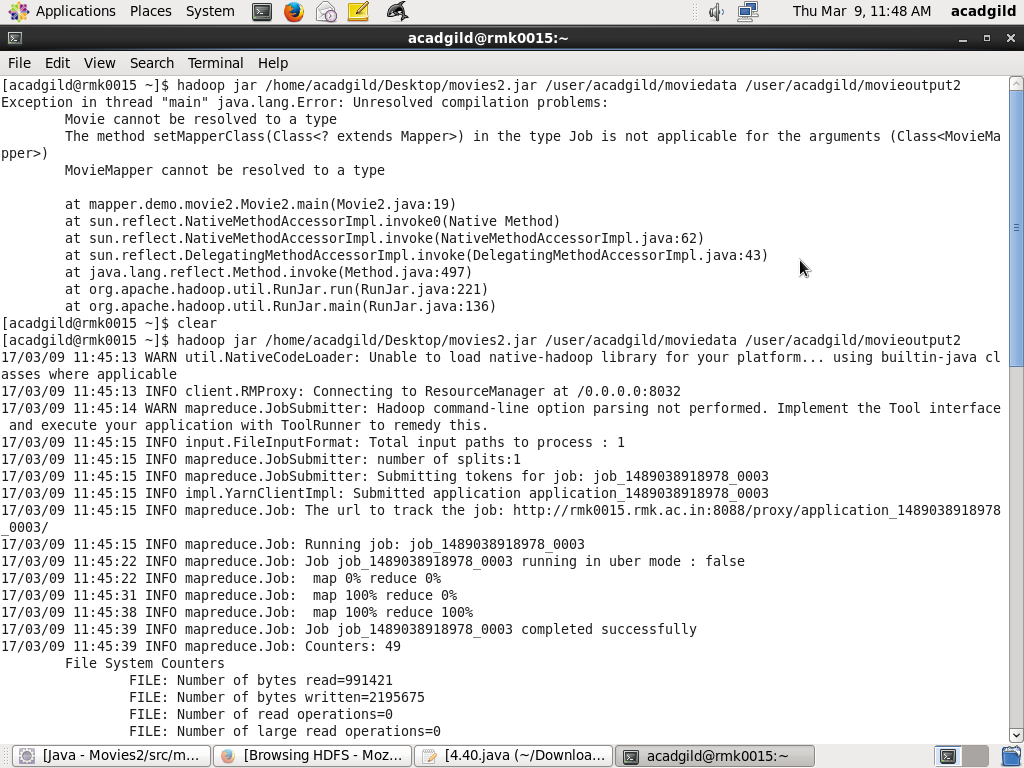 Applications Places System Thu Mar 9, 11:48 AM acadgild
acadgild@rmk0015:~
File Edit View Search Terminal Help
[acadgild@rmk0015 ~]$ hadoop jar /home/acadgild/Desktop/movies2.jar /user/acadgild/moviedata /user/acadgild/movieoutput2
Exception in thread "main" java.lang.Error: Unresolved compilation problems:
Movie cannot be resolved to a type
The method setMapperClass(Class<? extends Mapper>) in the type Job is not applicable for the arguments (Class<MovieMa
pper>)
MovieMapper cannot be resolved to a type
at mapper.demo.movie2.Movie2.main(Movie2.java:19)
at sun.reflect.NativeMethodAccessorImpl.invoke0(Native Method)
at sun.reflect.NativeMethodAccessorImpl.invoke(NativeMethodAccessorImpl.java:62)
at sun.reflect.DelegatingMethodAccessorImpl.invoke(DelegatingMethodAccessorImpl.java:43)
at java.lang.reflect.Method.invoke(Method.java:497)
at org.apache.hadoop.util.RunJar.run(RunJar.java:221)
at org.apache.hadoop.util.RunJar.main(RunJar.java:136)
[acadgild@rmk0015 ~]$ clear
[acadgild@rmk0015 ~]$ hadoop jar /home/acadgild/Desktop/movies2.jar /user/acadgild/moviedata /user/acadgild/movieoutput2
17/03/09 11:45:13 WARN util.NativeCodeLoader: Unable to load native-hadoop library for your platform... using builtin-java cl
asses where applicable
17/03/09 11:45:13 INFO client.RMProxy: Connecting to ResourceManager at /0.0.0.0:8032
17/03/09 11:45:14 WARN mapreduce.JobSubmitter: Hadoop command-line option parsing not performed. Implement the Tool interface
and execute your application with ToolRunner to remedy this.
17/03/09 11:45:15 INFO input.FileInputFormat: Total input paths to process : 1
17/03/09 11:45:15 INFO mapreduce.JobSubmitter: number of splits:1
17/03/09 11:45:15 INFO mapreduce.JobSubmitter: Submitting tokens for job: job_1489038918978_0003
17/03/09 11:45:15 INFO impl.YarnClientImpl: Submitted application application_1489038918978_0003
17/03/09 11:45:15 INFO mapreduce.Job: The url to track the job: http://rmk0015.rmk.ac.in:8088/proxy/application_1489038918978
_0003/
17/03/09 11:45:15 INFO mapreduce.Job: Running job: job_1489038918978_0003
17/03/09 11:45:22 INFO mapreduce.Job: Job job_1489038918978_0003 running in uber mode : false
17/03/09 11:45:22 INFO mapreduce.Job:  map 0% reduce 0%
17/03/09 11:45:31 INFO mapreduce.Job:  map 100% reduce 0%
17/03/09 11:45:38 INFO mapreduce.Job:  map 100% reduce 100%
17/03/09 11:45:39 INFO mapreduce.Job: Job job_1489038918978_0003 completed successfully
17/03/09 11:45:39 INFO mapreduce.Job: Counters: 49
File System Counters
FILE: Number of bytes read=991421
FILE: Number of bytes written=2195675
FILE: Number of read operations=0
FILE: Number of large read operations=0
[Java - Movies2/src/m... [Browsing HDFS - Moz... [4.40.java (~/Downloa... acadgild@rmk0015:~